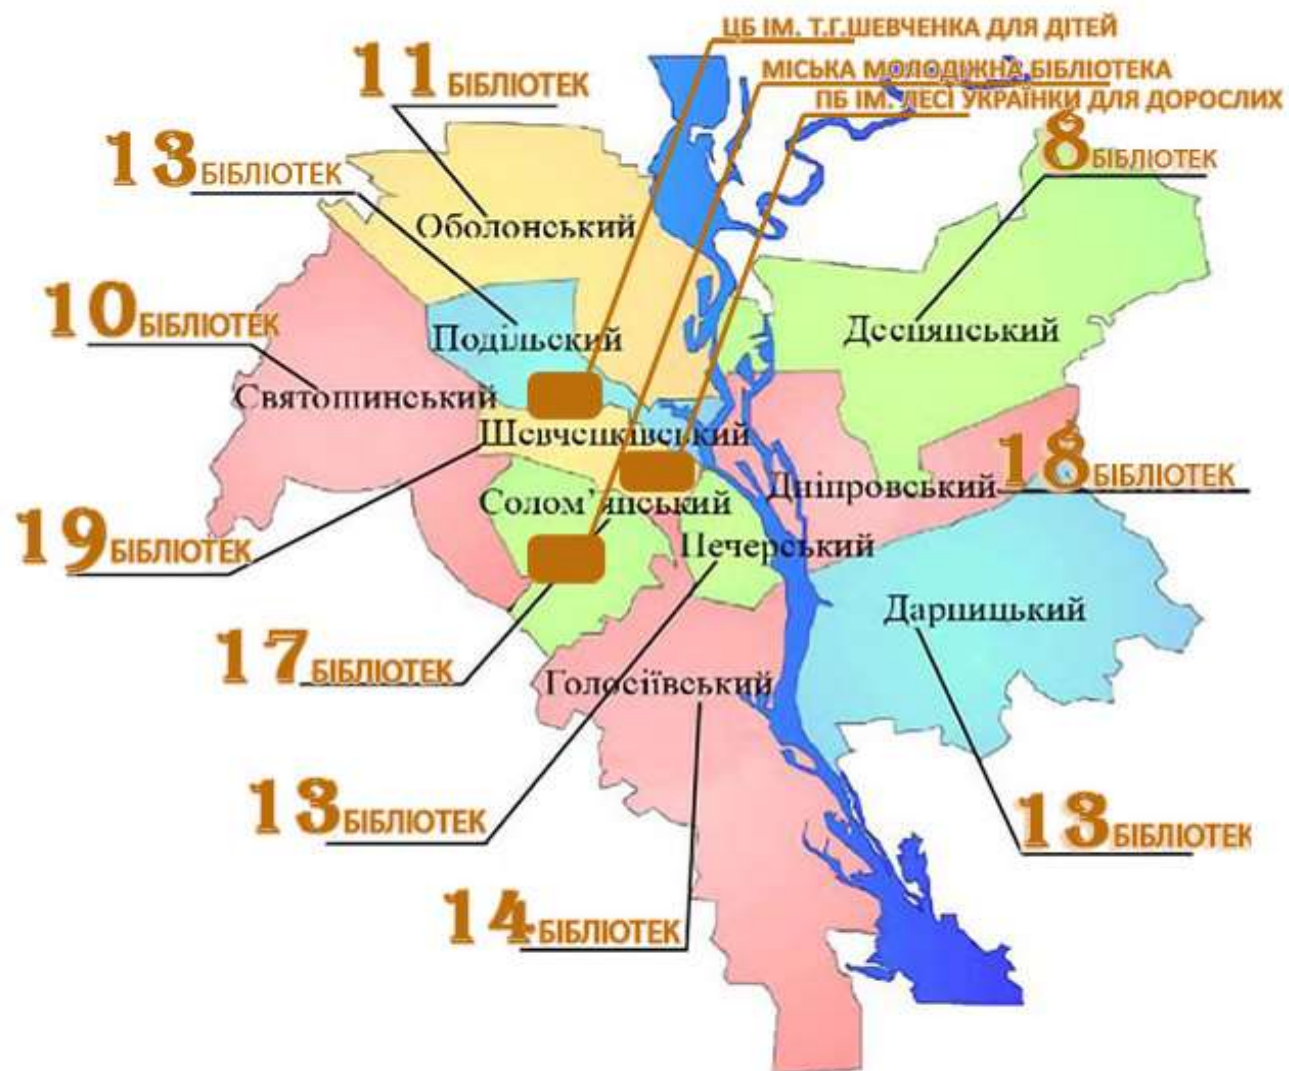 ЦБ ІМ. Т.Г.ШЕВЧЕНКА ДЛЯ ДІТЕЙ
МІСЬКА МОЛОДІЖНА БІБЛІОТЕКА
ПБ ІМ. ЛЕСІ УКРАЇНКИ ДЛЯ ДОРОСЛИХ
11 БІБЛІОТЕК
13 БІБЛІОТЕК
8 БІБЛІОТЕК
Оболонський
10 БІБЛІОТЕК
Подільский
Деснянський
Святошинський
Шевченківський
18 БІБЛІОТЕК
Дніпровський
Солом'янський
19 БІБЛІОТЕК
Печерський
Дарницький
17 БІБЛІОТЕК
Голосіївський
13 БІБЛІОТЕК
13 БІБЛІОТЕК
14 БІБЛІОТЕК